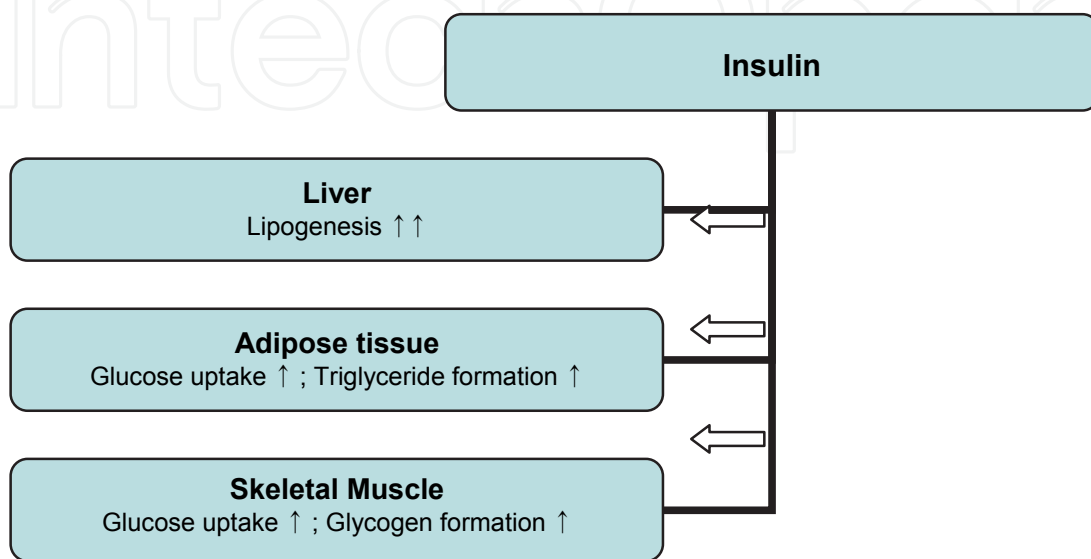 Insulin
Liver
Lipogenesis ↑ ↑
Adipose tissue
Glucose uptake ↑ ; Triglyceride formation ↑
Skeletal Muscle
Glucose uptake ↑ ; Glycogen formation ↑